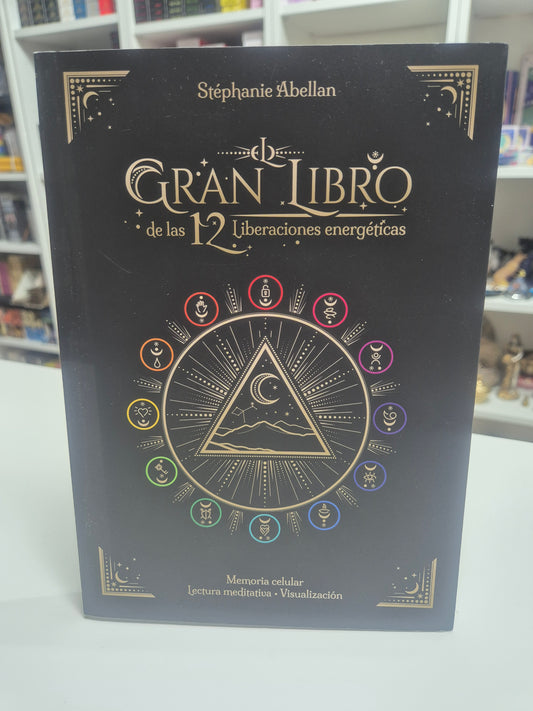 Stéphanie Abellan
EL
GRAN LIBRO
de las 12 Liberaciones energéticas
Memoria celular
Lectura meditativa • Visualización